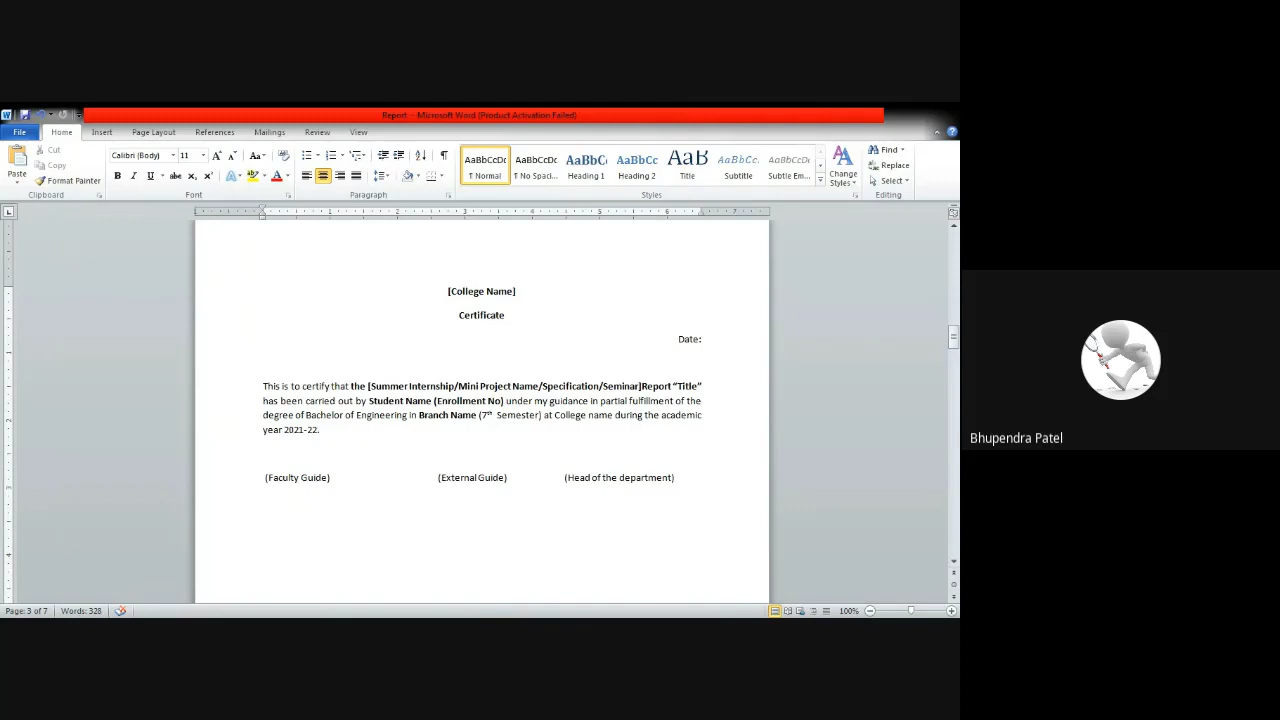 Report - Microsoft Word (Product Activation Failed)
File Home Insert Page Layout References Mailings Review View
Cut
Copy
Format Painter
Paste
Clipboard
Calibri (Body) 11
Font
Paragraph
AaBbCcDc AaBbCcDc AaBbCc AaBbCc AaB AaBbCc. AaBbCcDc
¶ Normal ¶ No Spaci... Heading 1 Heading 2 Title Subtitle Subtle Em...
Change Styles
Styles
Find
Replace
Select
Editing
[College Name]
Certificate
Date:
This is to certify that the [Summer Internship/Mini Project Name/Specification/Seminar]Report “Title”
has been carried out by Student Name (Enrollment No) under my guidance in partial fulfillment of the
degree of Bachelor of Engineering in Branch Name (7th Semester) at College name during the academic
year 2021-22.
(Faculty Guide) (External Guide) (Head of the department)
Page: 3 of 7 Words: 328 100%
Bhupendra Patel